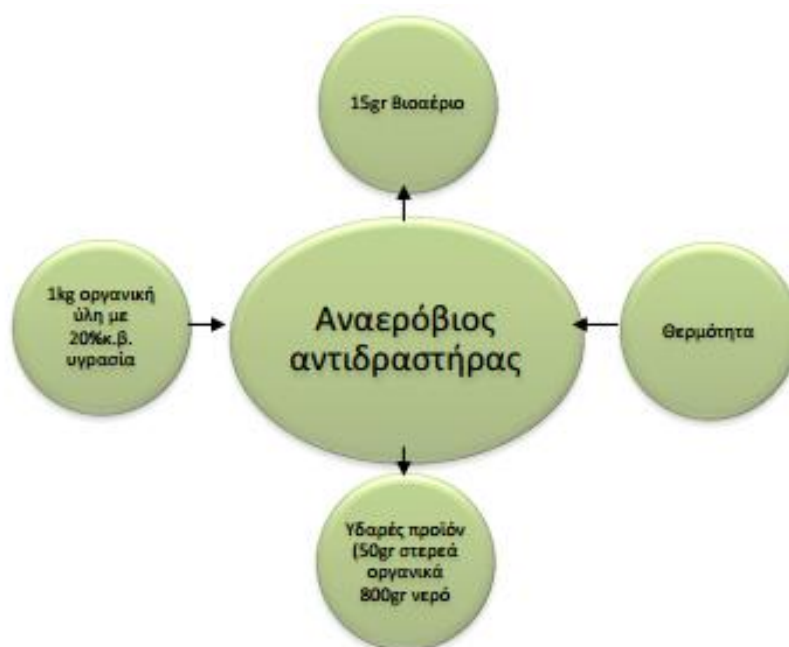 15gr Βιοαέριο
1kg οργανική
ύλη με
20%κ.β.
υγρασία
Αναερόβιος
αντιδραστήρας
Θερμότητα
Υδαρές προϊόν
(50gr στερεά
οργανικά
800gr νερό